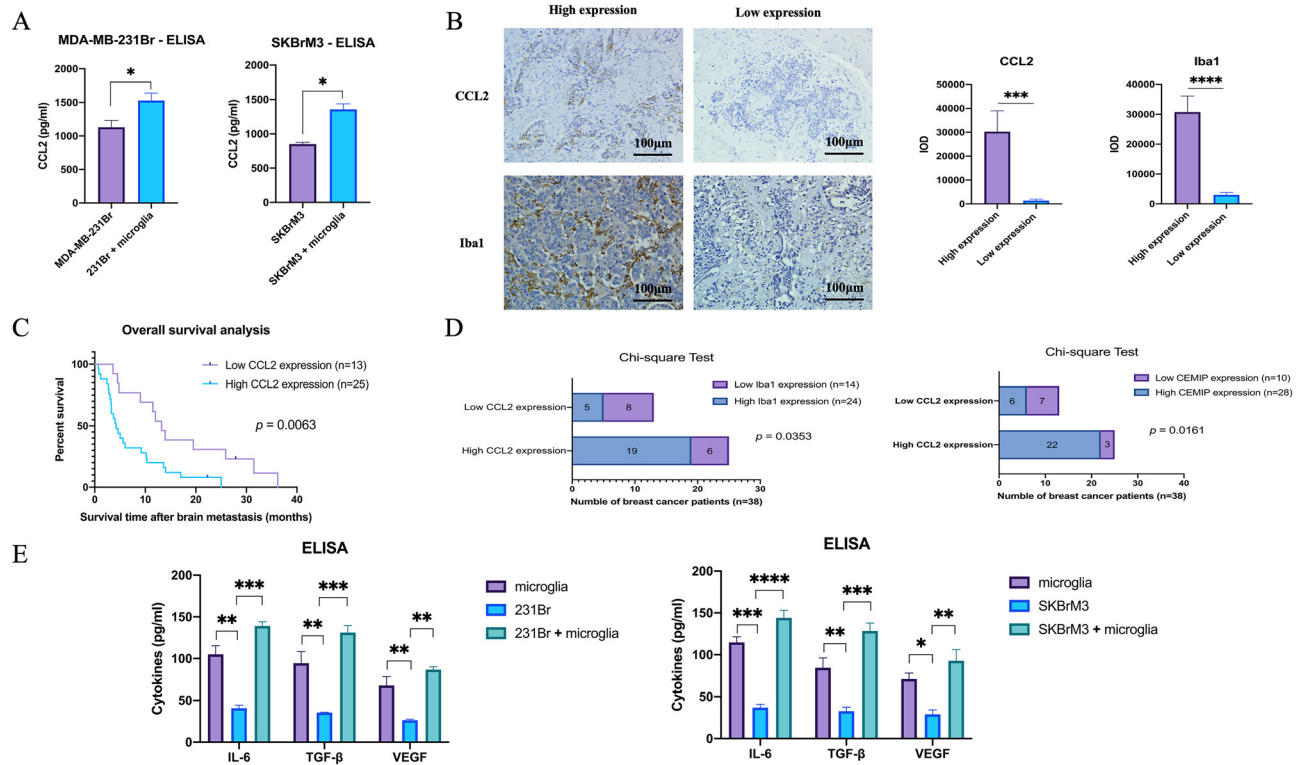 A
MDA-MB-231Br - ELISA
CCL2 (pg/ml)
2000
1500
1000
500
0
*
MDA-MB-231Br
231Br + microglia
SKBrM3 - ELISA
CCL2 (pg/ml)
2000
1500
1000
500
0
*
SKBrM3
SKBrM3 + microglia
B
High expression
Low expression
CCL2
100μm
100μm
Iba1
100μm
100μm
CCL2
IOD
50000
40000
30000
20000
10000
0
***
High expression
Low expression
Iba1
IOD
40000
30000
20000
10000
0
****
High expression
Low expression
C
Overall survival analysis
Percent survival
100
50
0
Low CCL2 expression (n=13)
High CCL2 expression (n=25)
p = 0.0063
0 10 20 30 40
Survival time after brain metastasis (months)
D
Chi-square Test
Low Iba1 expression (n=14)
High Iba1 expression (n=24)
Low CCL2 expression
5 8
High CCL2 expression
19 6
p = 0.0353
0 10 20 30
Numble of breast cancer patients (n=38)
Chi-square Test
Low CEMIP expression (n=10)
High CEMIP expression (n=28)
Low CCL2 expression
6 7
High CCL2 expression
22 3
p = 0.0161
0 10 20 30 40
Numble of breast cancer patients (n=38)
E
ELISA
Cytokines (pg/ml)
200
150
100
50
0
** ***
** ***
** **
IL-6 TGF-β VEGF
microglia
231Br
231Br + microglia
ELISA
Cytokines (pg/ml)
200
150
100
50
0
*** ****
** ***
* **
IL-6 TGF-β VEGF
microglia
SKBrM3
SKBrM3 + microglia